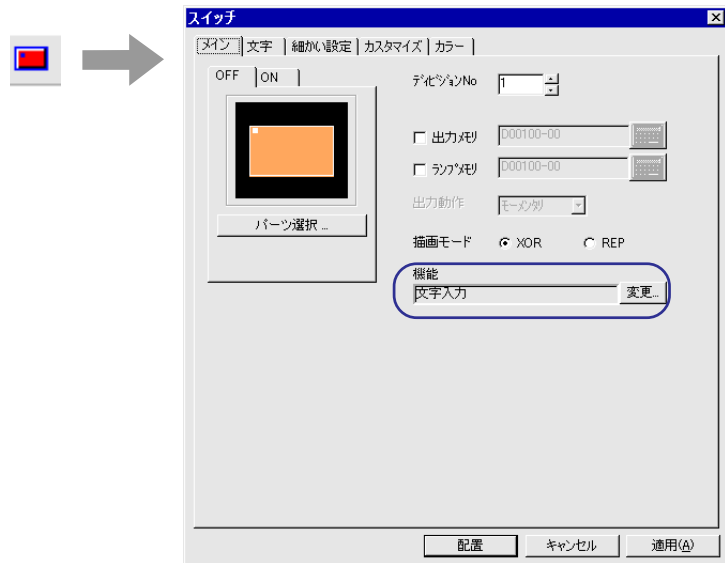 スイッチ
メイン 文字 細かい設定 カスタマイズ カラー
OFF ON
パーツ選択 ...
ディビジョンNo 1
出力メモリ D00100-00
ランプメモリ D00100-00
出力動作 モーメンタリ
描画モード XOR REP
機能
文字入力 変更...
配置 キャンセル 適用(A)